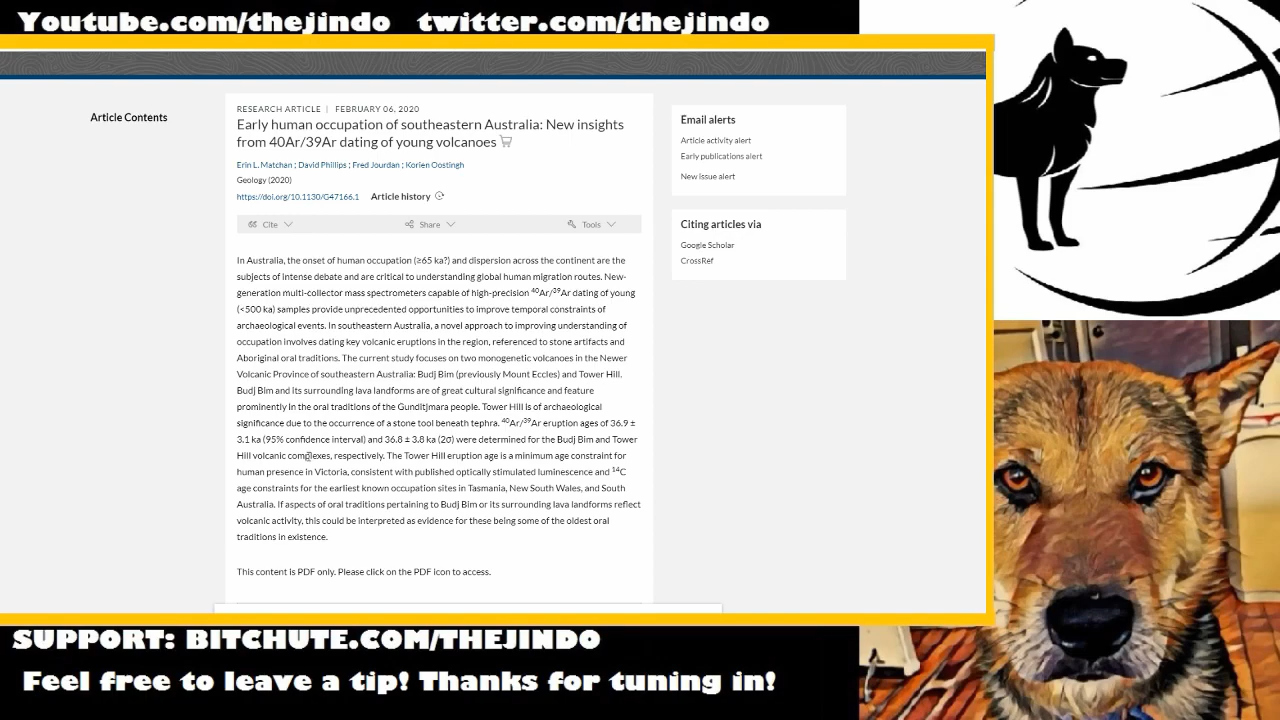 Youtube.com/thejindo twitter.com/thejindo
Article Contents
RESEARCH ARTICLE | FEBRUARY 06, 2020
Early human occupation of southeastern Australia: New insights
from 40Ar/39Ar dating of young volcanoes
Erin L. Matchan ; David Phillips ; Fred Jourdan ; Korien Oostingh
Geology (2020)
https://doi.org/10.1130/G47166.1 Article history
Cite Share Tools
In Australia, the onset of human occupation (≥65 ka?) and dispersion across the continent are the
subjects of intense debate and are critical to understanding global human migration routes. New-
generation multi-collector mass spectrometers capable of high-precision ⁴⁰Ar/³⁹Ar dating of young
(<500 ka) samples provide unprecedented opportunities to improve temporal constraints of
archaeological events. In southeastern Australia, a novel approach to improving understanding of
occupation involves dating key volcanic eruptions in the region, referenced to stone artifacts and
Aboriginal oral traditions. The current study focuses on two monogenetic volcanoes in the Newer
Volcanic Province of southeastern Australia: Budj Bim (previously Mount Eccles) and Tower Hill.
Budj Bim and its surrounding lava landforms are of great cultural significance and feature
prominently in the oral traditions of the Gunditjmara people. Tower Hill is of archaeological
significance due to the occurrence of a stone tool beneath tephra. ⁴⁰Ar/³⁹Ar eruption ages of 36.9 ±
3.1 ka (95% confidence interval) and 36.8 ± 3.8 ka (2σ) were determined for the Budj Bim and Tower
Hill volcanic complexes, respectively. The Tower Hill eruption age is a minimum age constraint for
human presence in Victoria, consistent with published optically stimulated luminescence and ¹⁴C
age constraints for the earliest known occupation sites in Tasmania, New South Wales, and South
Australia. If aspects of oral traditions pertaining to Budj Bim or its surrounding lava landforms reflect
volcanic activity, this could be interpreted as evidence for these being some of the oldest oral
traditions in existence.
This content is PDF only. Please click on the PDF icon to access.
Email alerts
Article activity alert
Early publications alert
New issue alert
Citing articles via
Google Scholar
CrossRef
SUPPORT: BITCHUTE.COM/THEJINDO
Feel free to leave a tip! Thanks for tuning in!